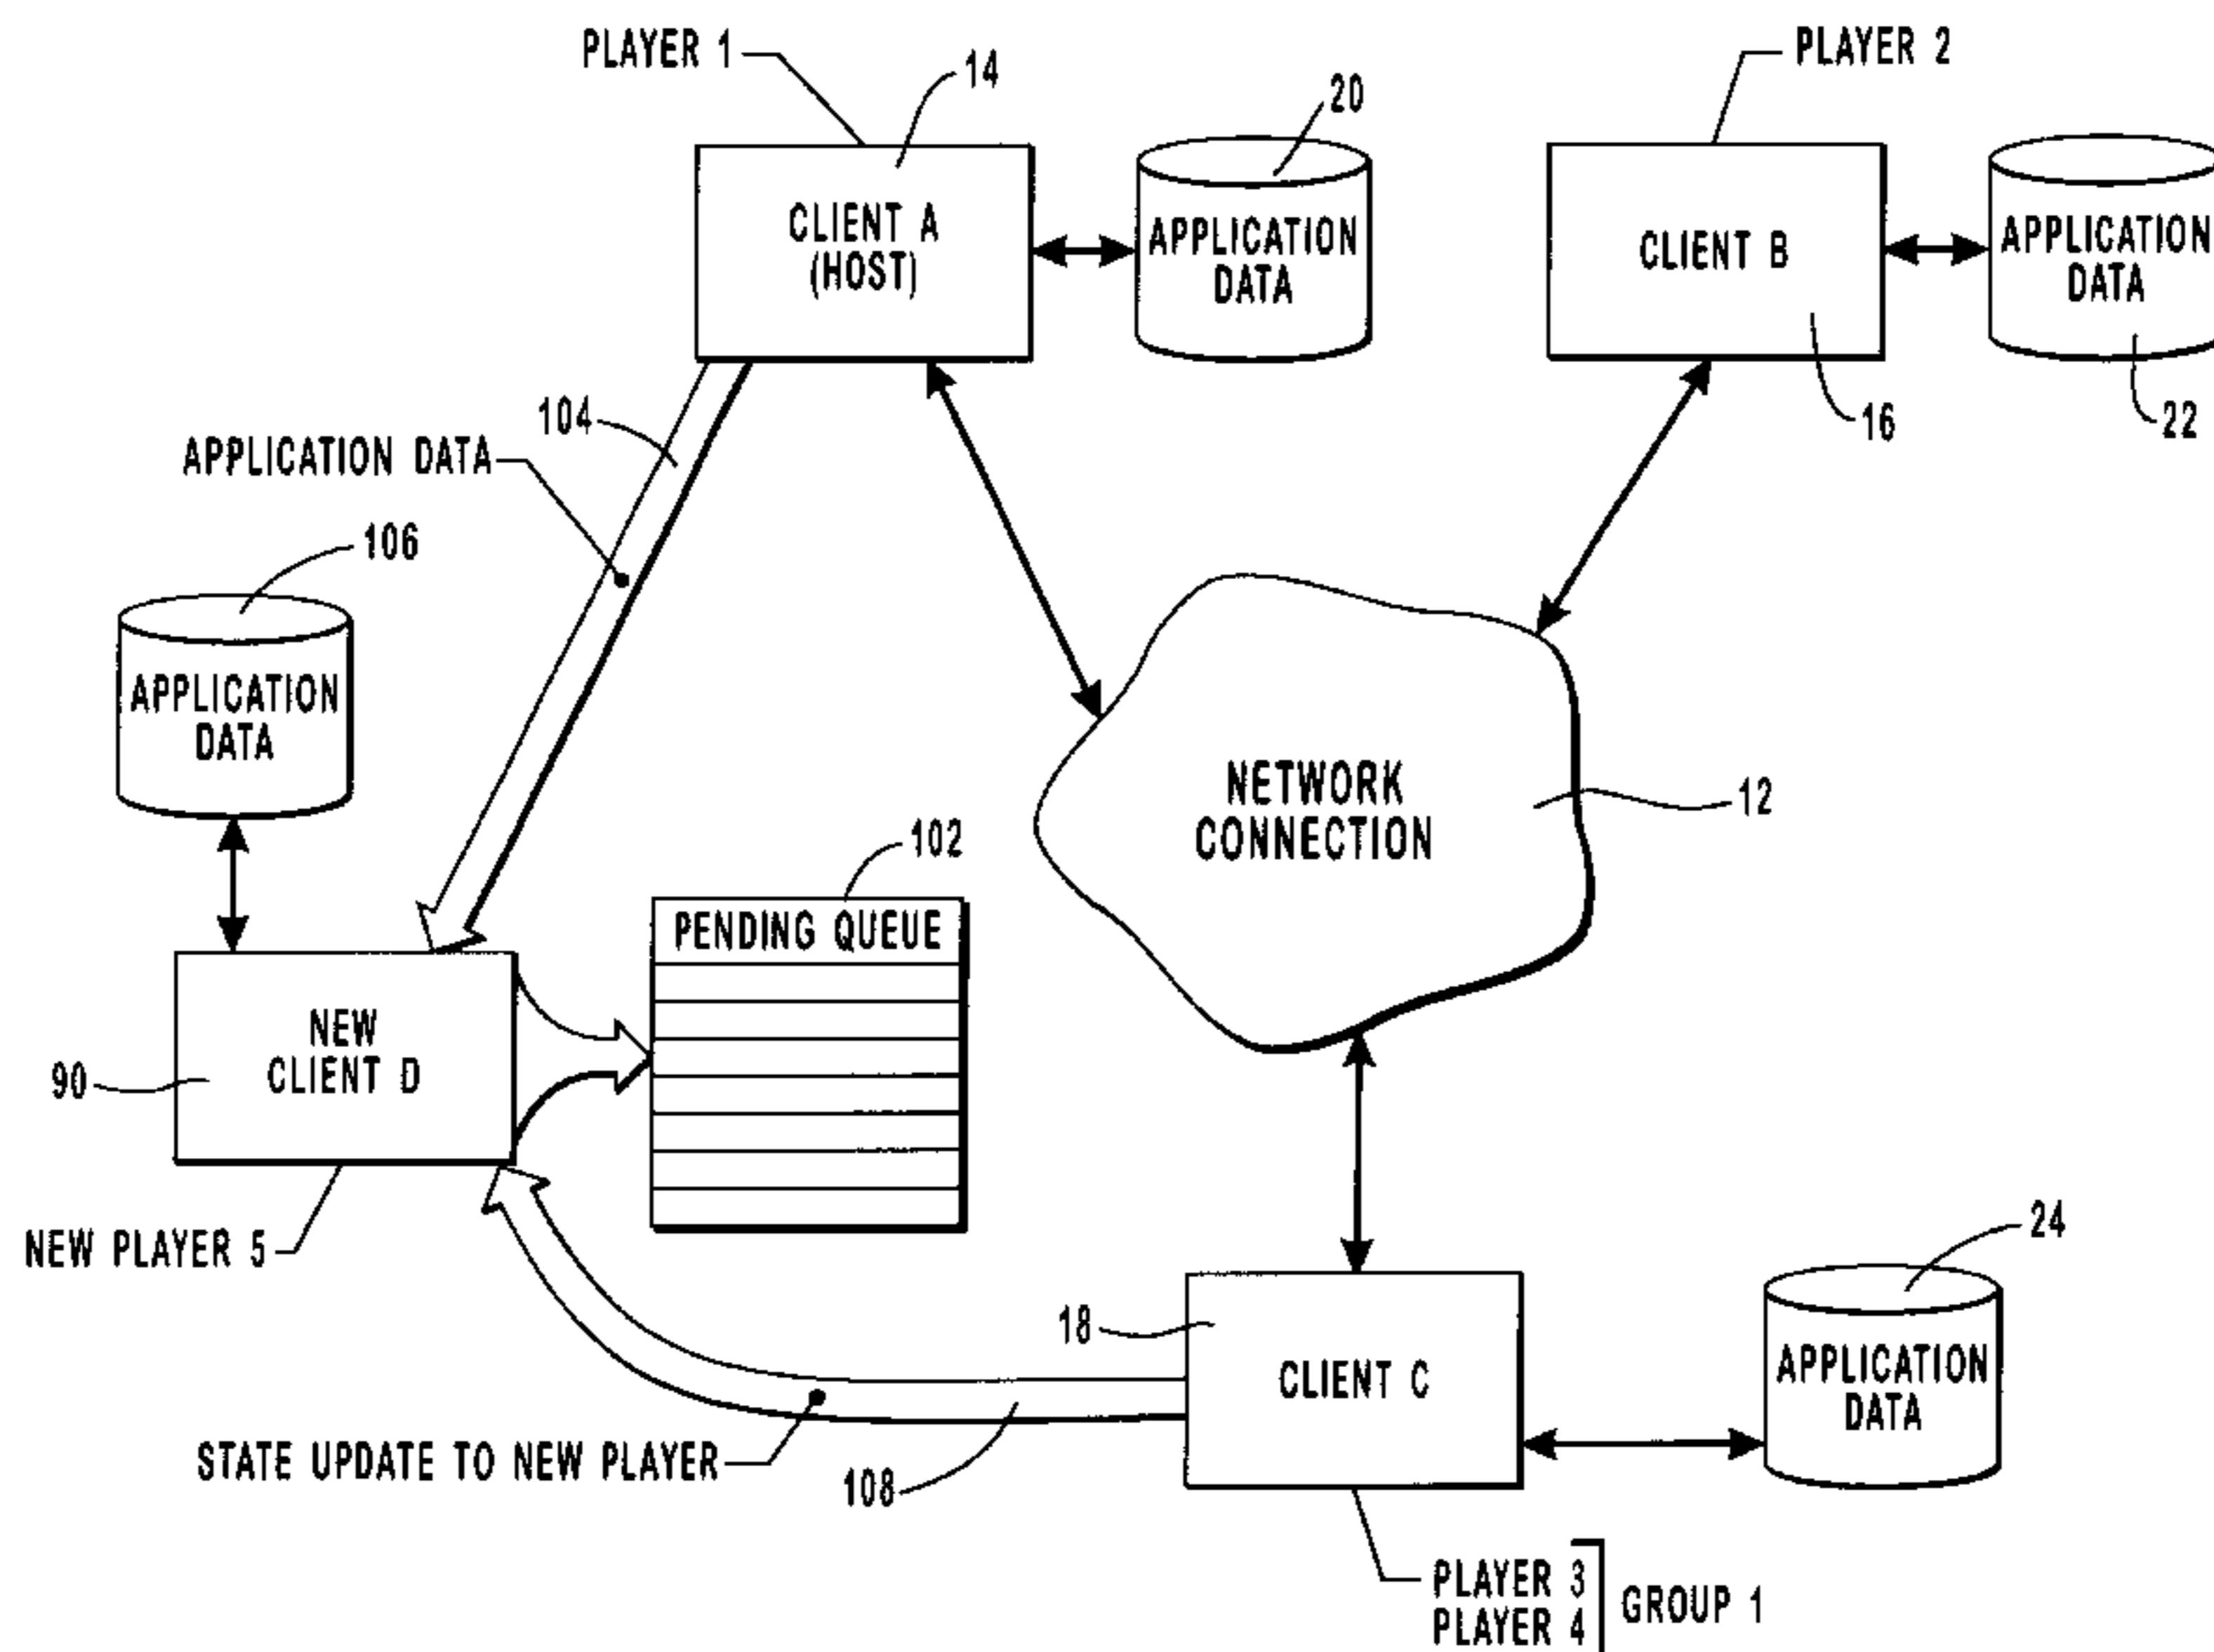 PLAYER 1
14
20
PLAYER 2
CLIENT A
(HOST)
APPLICATION
DATA
CLIENT B
APPLICATION
DATA
16
22
104
APPLICATION DATA
106
APPLICATION
DATA
NETWORK
CONNECTION
12
102
PENDING QUEUE
NEW
CLIENT D
90
NEW PLAYER 5
24
18
CLIENT C
APPLICATION
DATA
STATE UPDATE TO NEW PLAYER
108
PLAYER 3
PLAYER 4
GROUP 1